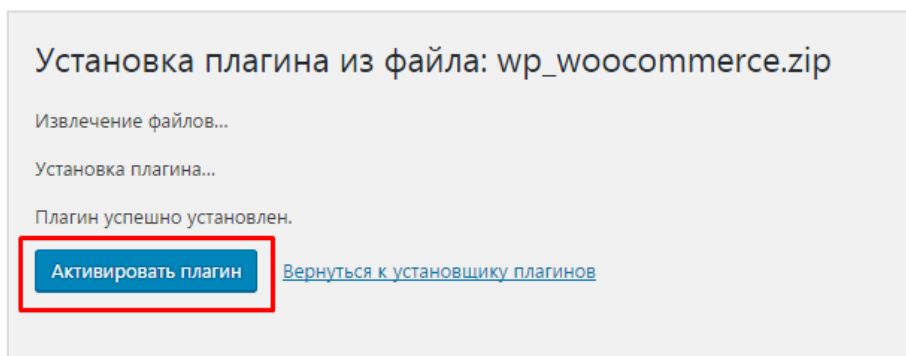 Установка плагина из файла: wp_woocommerce.zip
Извлечение файлов...
Установка плагина...
Плагин успешно установлен.
Активировать плагин Вернуться к установщику плагинов